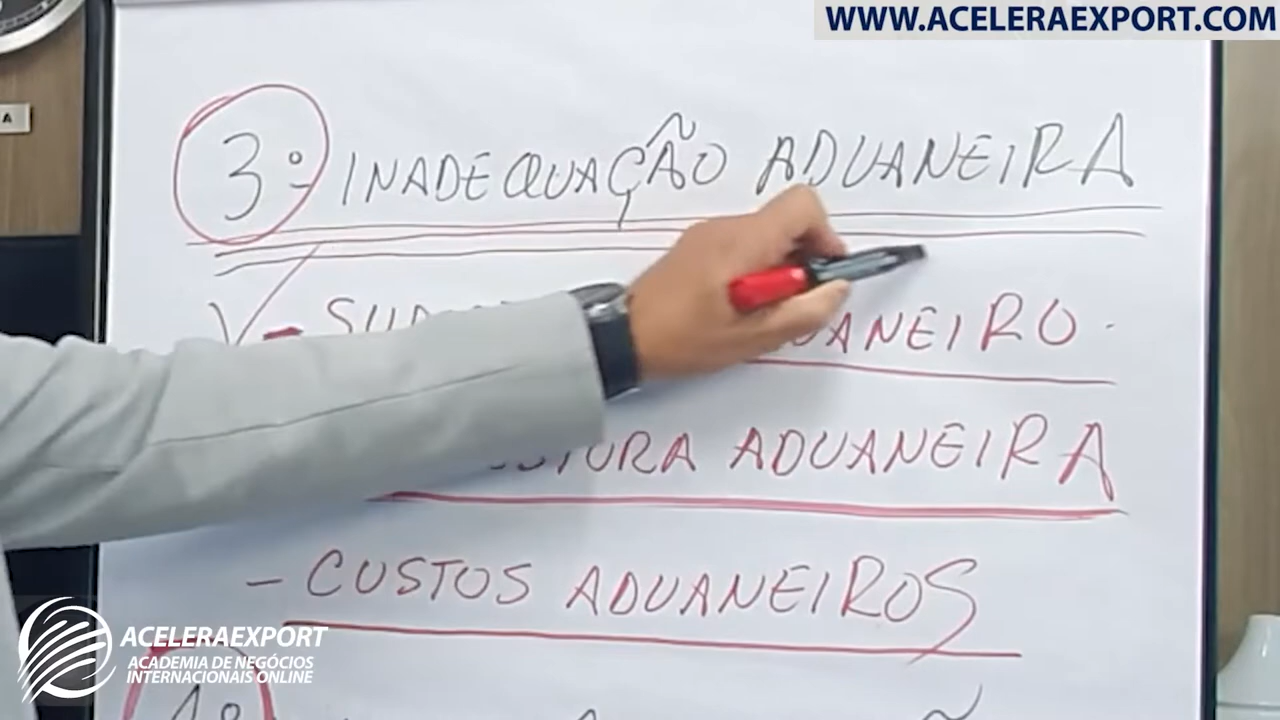 WWW.ACELERAEXPORT.COM
A
3º INADEQUAÇÃO ADUANEIRA
ADUANEIRO.
ADUANEIRA
- CUSTOS ADUANEIROS
ACELERAEXPORT
ACADEMIA DE NEGÓCIOS
INTERNACIONAIS ONLINE